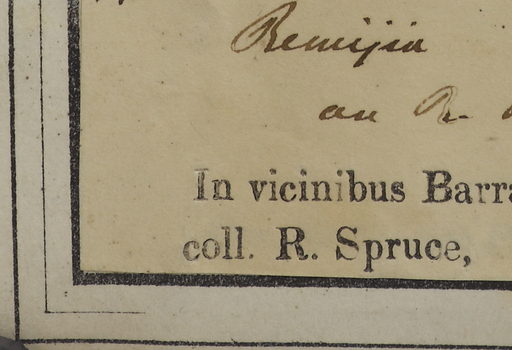 Remijia
an R.
In vicinibus Barra
coll. R. Spruce,